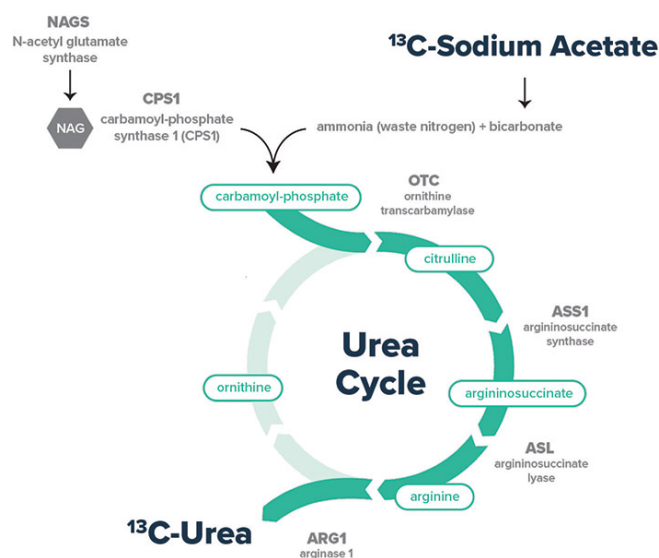 NAGS
N-acetyl glutamate
synthase
¹³C-Sodium Acetate
NAG
CPS1
carbamoyl-phosphate
synthase 1 (CPS1)
ammonia (waste nitrogen) + bicarbonate
carbamoyl-phosphate
OTC
ornithine
transcarbamylase
citrulline
ASS1
argininosuccinate
synthase
Urea
Cycle
ornithine
argininosuccinate
ASL
argininosuccinate
lyase
arginine
¹³C-Urea
ARG1
arginase 1